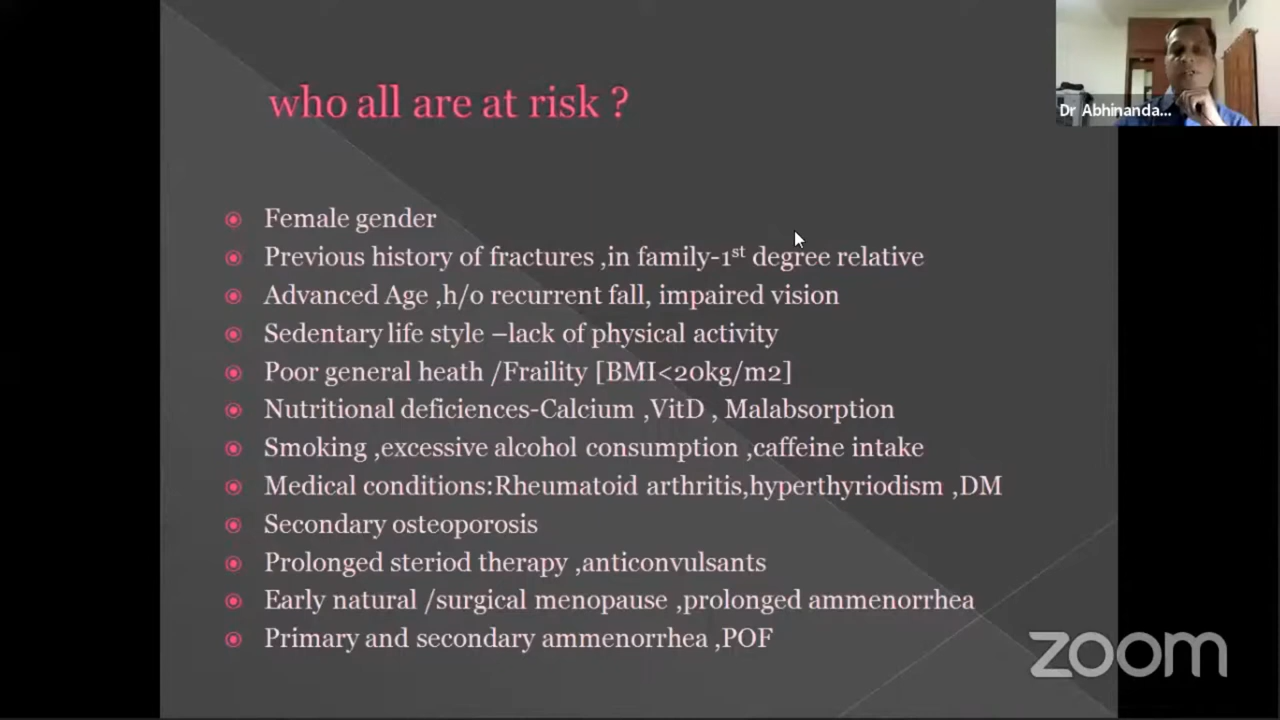 who all are at risk ?
Dr Abhinanda...
Female gender
Previous history of fractures ,in family-1st degree relative
Advanced Age ,h/o recurrent fall, impaired vision
Sedentary life style –lack of physical activity
Poor general heath /Fraility [BMI<20kg/m2]
Nutritional deficiences-Calcium ,VitD , Malabsorption
Smoking ,excessive alcohol consumption ,caffeine intake
Medical conditions:Rheumatoid arthritis,hyperthyriodism ,DM
Secondary osteoporosis
Prolonged steriod therapy ,anticonvulsants
Early natural /surgical menopause ,prolonged ammenorrhea
Primary and secondary ammenorrhea ,POF
zoom